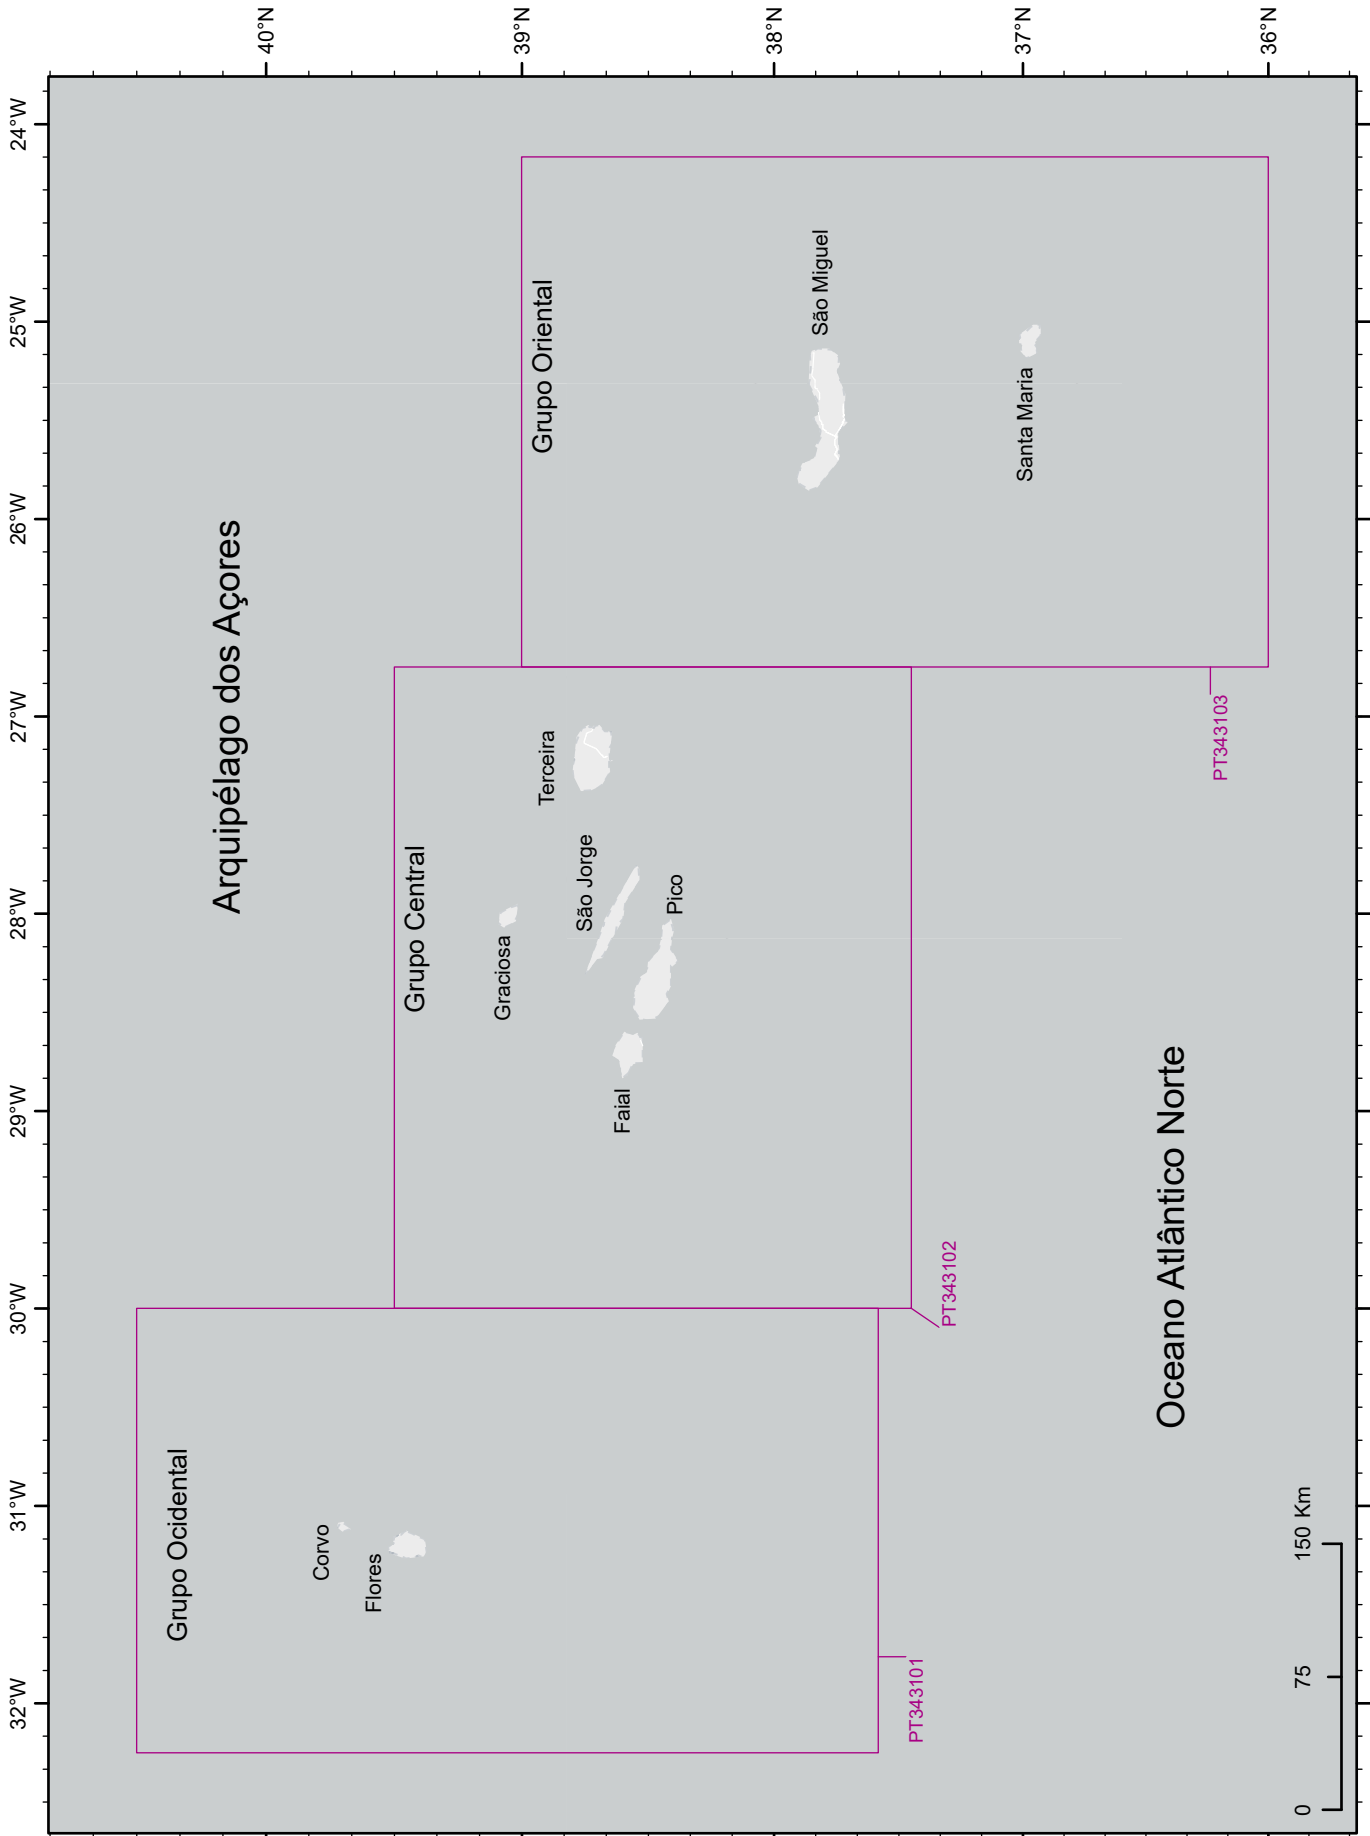 32°W
31°W
30°W
29°W
28°W
27°W
26°W
25°W
24°W
40°N
39°N
38°N
37°N
36°N
Arquipélago dos Açores
Grupo Ocidental
Corvo
Flores
PT343101
Grupo Central
Graciosa
Terceira
São Jorge
Pico
Faial
PT343102
Grupo Oriental
São Miguel
Santa Maria
PT343103
Oceano Atlântico Norte
0 75 150 Km